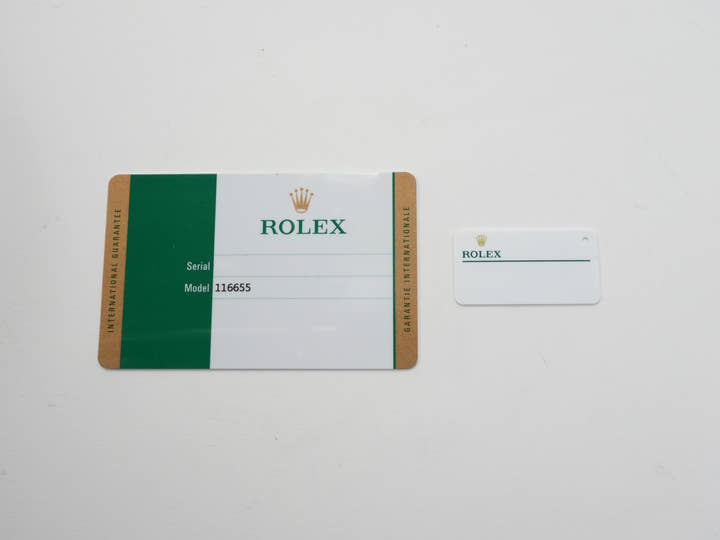 INTERNATIONAL GUARANTEE
ROLEX
Serial
Model 116655
GARANTIE INTERNATIONALE
ROLEX